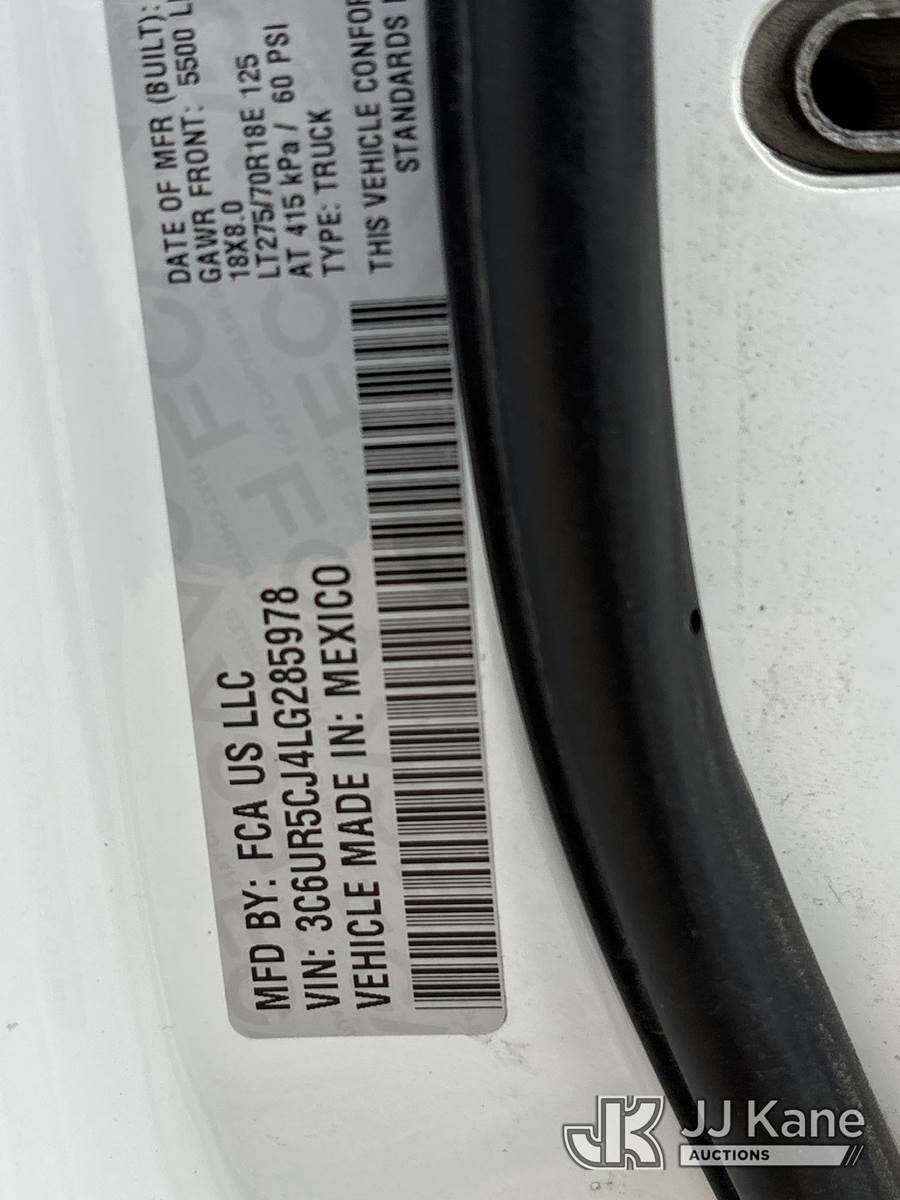 MFD BY: FCA US LLC
VIN: 3C6UR5CJ4LG285978
VEHICLE MADE IN: MEXICO
DATE OF MFR (BUILT):
GAWR FRONT: 5500
18X8.0
LT275/70R18E 125
AT 415 kPa / 60 PSI
TYPE: TRUCK
THIS VEHICLE
STANDARDS
JK JJ Kane
AUCTIONS